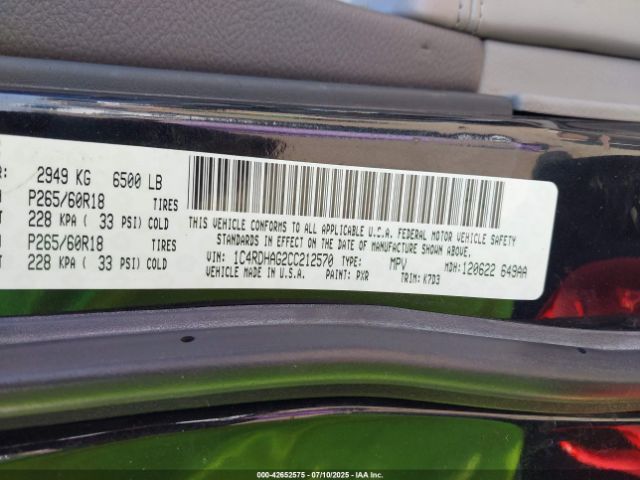 R: 2949 KG 6500 LB
P265/60R18 TIRES
T 228 KPA ( 33 PSI) COLD
P265/60R18 TIRES
T 228 KPA ( 33 PSI) COLD
THIS VEHICLE CONFORMS TO ALL APPLICABLE U.S.A. FEDERAL MOTOR VEHICLE SAFETY
STANDARDS IN EFFECT ON THE DATE OF MANUFACTURE SHOWN ABOVE.
VIN: 1C4RDHAG2CC212570 TYPE: MPV MDH: 120622 649AA
VEHICLE MADE IN U.S.A. PAINT: PXR TRIM: K7D3
000-42652575 07/10/2025 IAAI.COM